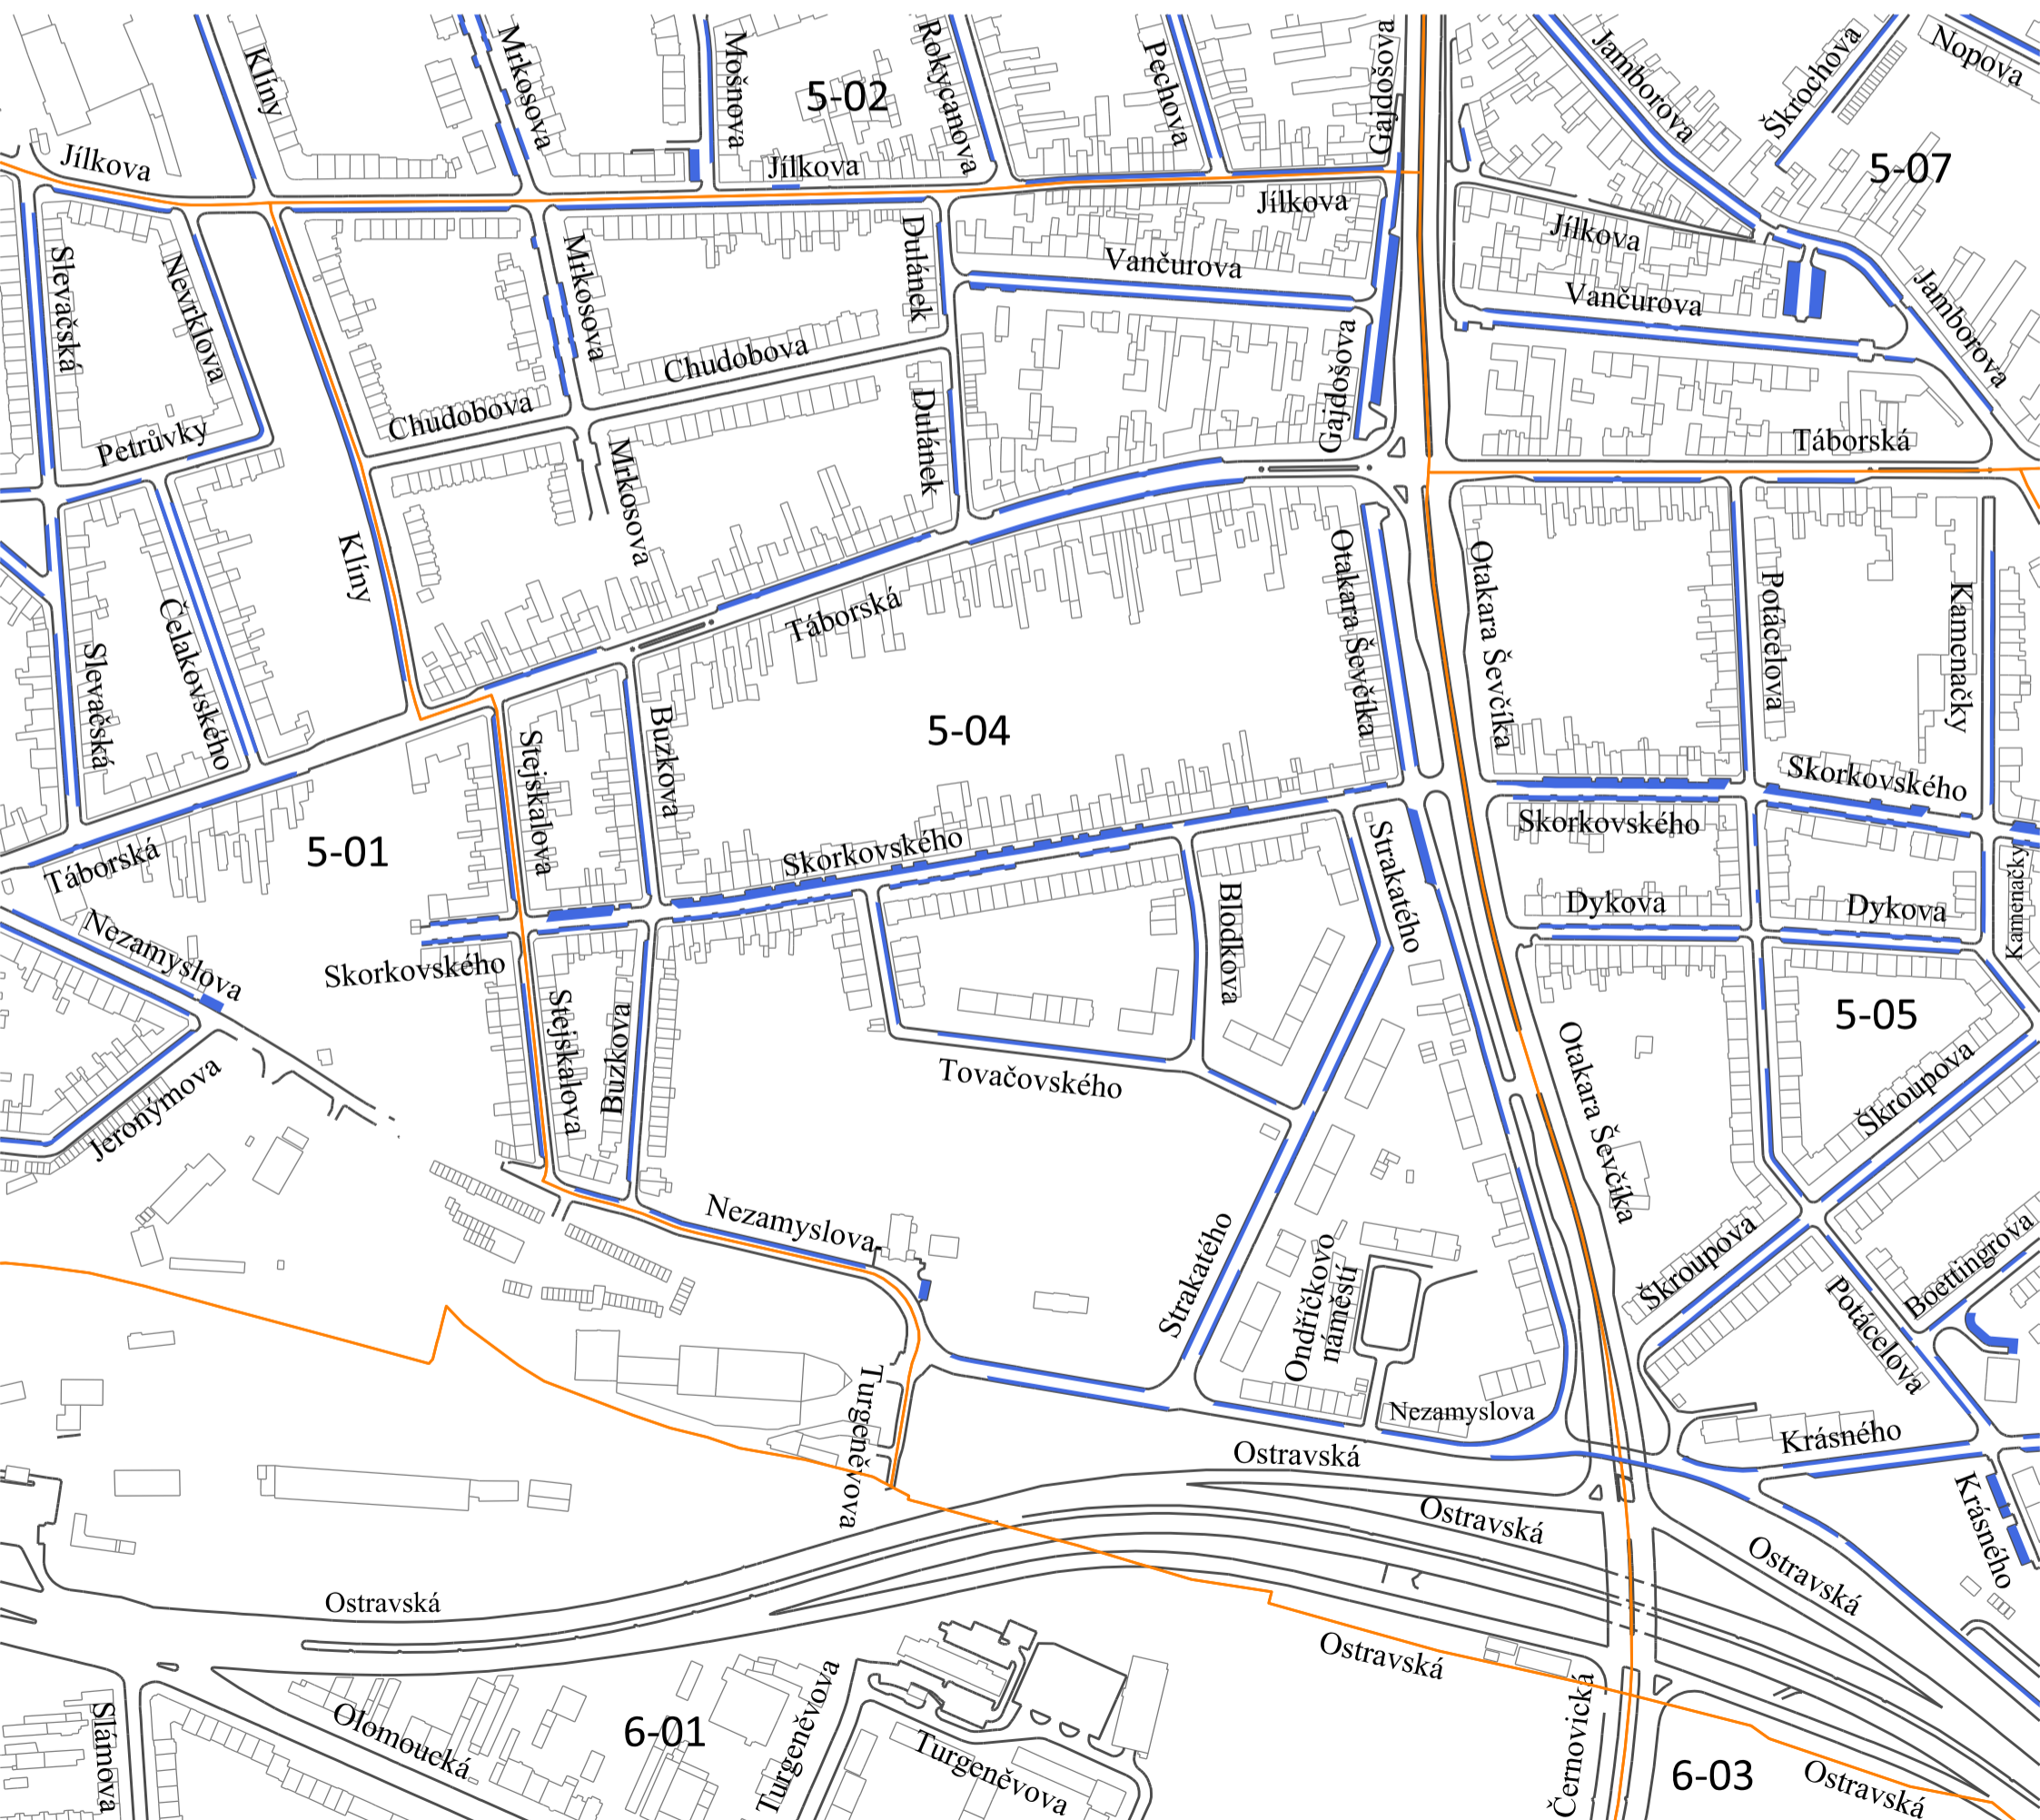 Klíny
Mrkosova
Mošnova
5-02
Rokycanova
Pechova
Gajdošova
Jamborova
Škrochova
Nopova
Jílkova
Jílkova
5-07
Jílkova
Jílkova
Slevačská
Nevrklova
Mrkosova
Dulánek
Vančurova
Vančurova
Jamborova
Chudobova
Gajdošova
Chudobova
Petrůvky
Dulánek
Táborská
Mrkosova
Klíny
Otakara Ševčíka
Otakara Ševčíka
Potácelova
Kamenačky
Čelakovského
Slevačská
Táborská
5-04
Stejskalova
Buzkova
Skorkovského
Skorkovského
Skorkovského
Strakatého
5-01
Táborská
Blodkova
Dykova
Dykova
Kamenačky
Nezamyslova
Skorkovského
Stejskalova
Buzkova
5-05
Tovačovského
Otakara Ševčíka
Škroupova
Jeronýmova
Nezamyslova
Strakatého
Ondříčkovo
náměstí
Škroupova
Boettingrova
Potácelova
Turgeněvova
Nezamyslova
Krásného
Ostravská
Krásného
Ostravská
Ostravská
Ostravská
Ostravská
Slámova
Olomoucká
6-01
Turgeněvova
Turgeněvova
Černovická
6-03
Ostravská